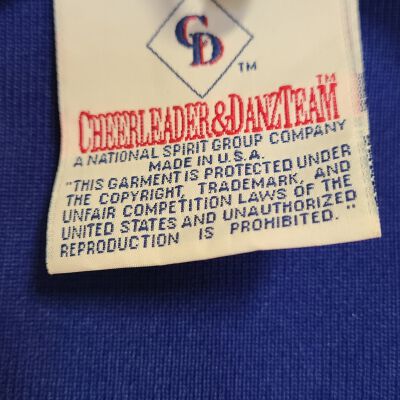 CD
TM
CHEERLEADER&DANZTEAM TM
A NATIONAL SPIRIT GROUP COMPANY
MADE IN U.S.A.
"THIS GARMENT IS PROTECTED UNDER
THE COPYRIGHT, TRADEMARK, AND
UNFAIR COMPETITION LAWS OF THE
UNITED STATES AND UNAUTHORIZED"
REPRODUCTION IS PROHIBITED.